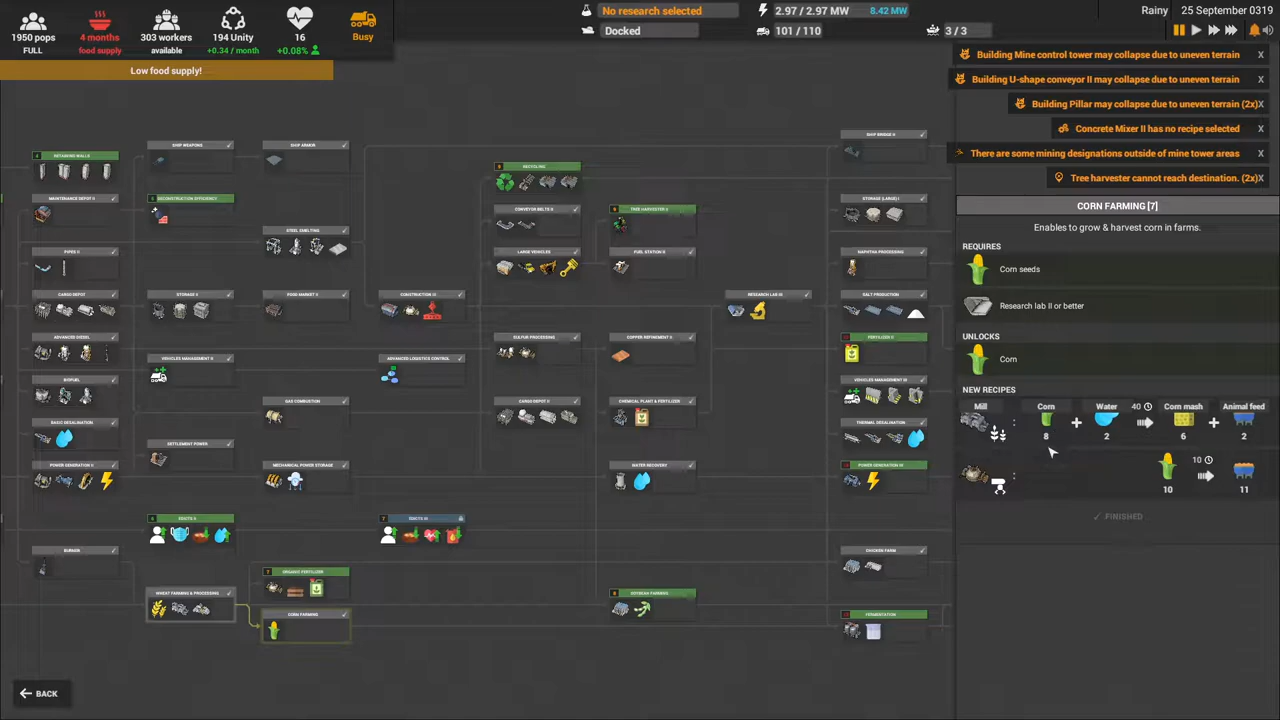 1950 pops
FULL
4 months
food supply
303 workers
available
194 Unity
+0.34 / month
16
+0.08%
Busy
Low food supply!
No research selected
Docked
2.97 / 2.97 MW
8.42 MW
101 / 110
3 / 3
Rainy
25 September 0319
Building Mine control tower may collapse due to uneven terrain X
Building U-shape conveyor II may collapse due to uneven terrain X
Building Pillar may collapse due to uneven terrain (2x) X
Concrete Mixer II has no recipe selected X
There are some mining designations outside of mine tower areas X
Tree harvester cannot reach destination. (2x) X
RETAINING WALLS
SHIP WEAPONS
SHIP ARMOR
RECYCLING
SHIP BRIDGE II
MAINTENANCE DEPOT II
DECONSTRUCTION EFFICIENCY
STEEL SMELTING
CONVEYOR BELTS II
TREE HARVESTER II
STORAGE (LARGE) I
PIPES II
LARGE VEHICLES
FUEL STATION II
NAPHTHA PROCESSING
CARGO DEPOT
STORAGE II
FOOD MARKET II
CONSTRUCTION III
RESEARCH LAB III
SALT PRODUCTION
ADVANCED DIESEL
VEHICLES MANAGEMENT II
ADVANCED LOGISTICS CONTROL
SULFUR PROCESSING
COPPER REFINEMENT II
FERTILIZER II
BIOFUEL
GAS COMBUSTION
CARGO DEPOT II
CHEMICAL PLANT & FERTILIZER
VEHICLES MANAGEMENT III
BASIC DESALINATION
SETTLEMENT POWER
THERMAL DESALINATION
POWER GENERATION II
MECHANICAL POWER STORAGE
WATER RECOVERY
POWER GENERATION III
EDICTS II
EDICTS III
BURNER
CHICKEN FARM
WHEAT FARMING & PROCESSING
ORGANIC FERTILIZER
CORN FARMING
SOYBEAN FARMING
FERMENTATION
CORN FARMING [7]
Enables to grow & harvest corn in farms.
REQUIRES
Corn seeds
Research lab II or better
UNLOCKS
Corn
NEW RECIPES
Mill : Corn 8 + Water 2 40 Corn mash 6 + Animal feed 2
: 10 10 11
FINISHED
BACK